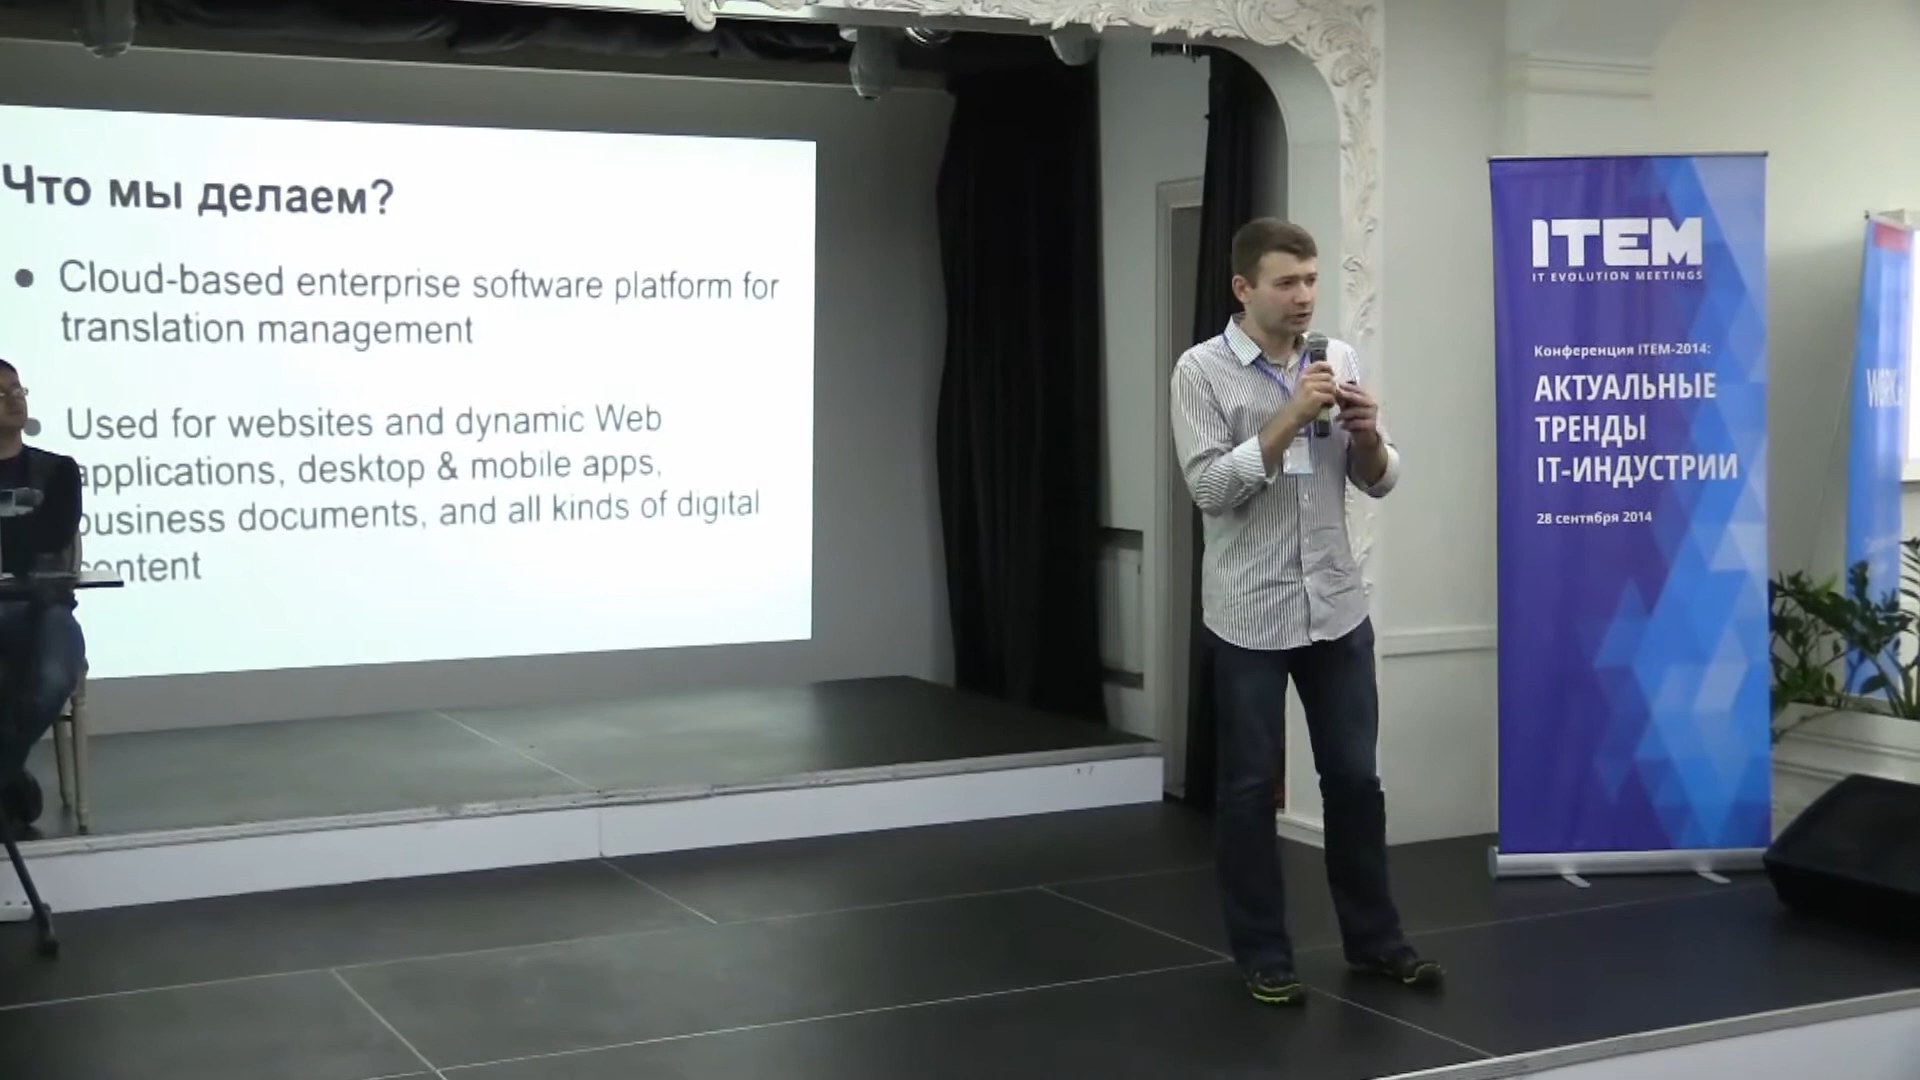 Что мы делаем?
● Cloud-based enterprise software platform for
translation management
● Used for websites and dynamic Web
applications, desktop & mobile apps,
business documents, and all kinds of digital
content
ITEM
IT EVOLUTION MEETINGS
Конференция ITEM-2014:
АКТУАЛЬНЫЕ
ТРЕНДЫ
IT-ИНДУСТРИИ
28 сентября 2014